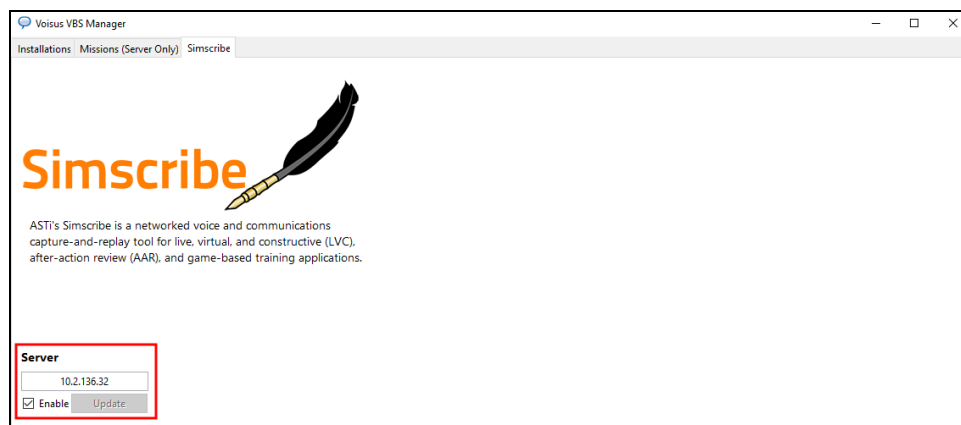 Voisus VBS Manager
Installations Missions (Server Only) Simscribe
Simscribe
ASTi's Simscribe is a networked voice and communications
capture-and-replay tool for live, virtual, and constructive (LVC),
after-action review (AAR), and game-based training applications.
Server
10.2.136.32
Enable Update